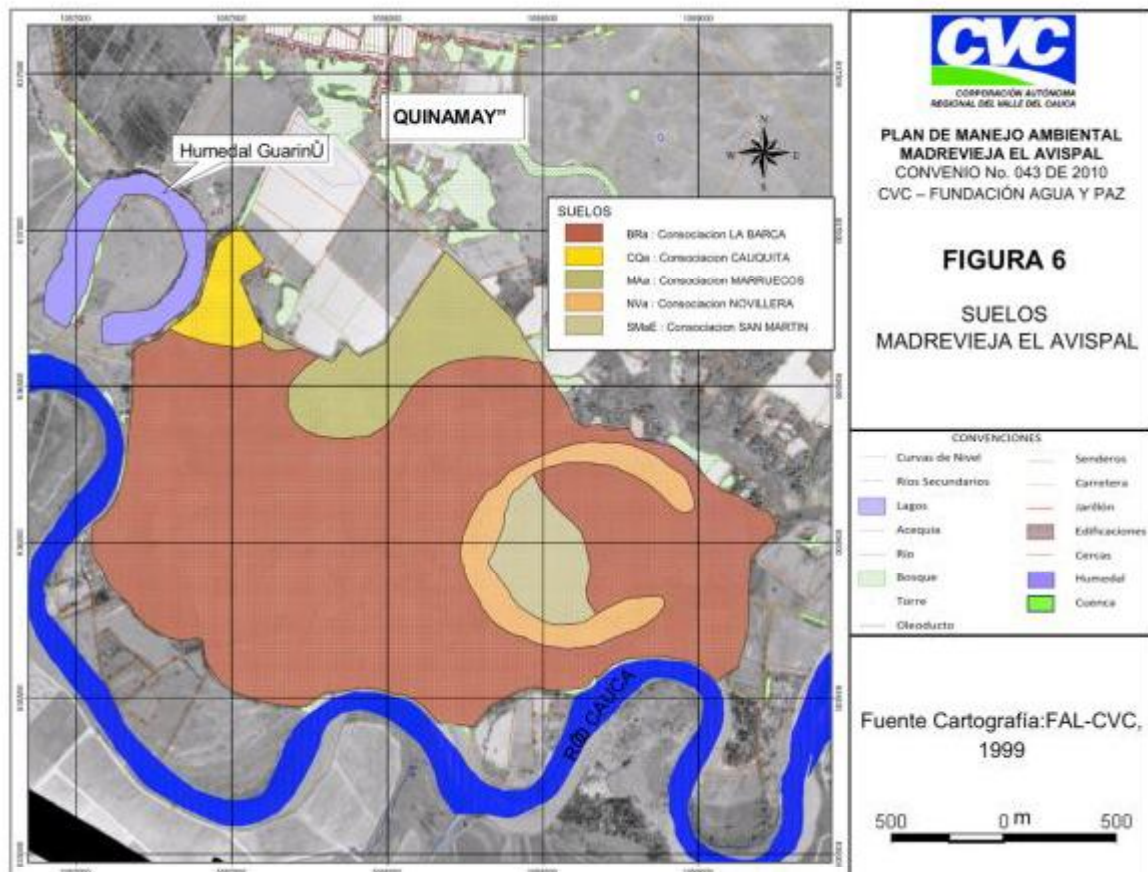 QUINAMAY"
Humedal GuarinÛ
SUELOS
BRa : Consociacion LA BARCA
CQa : Consociacion CAUQUITA
MAa : Consociacion MARRUECOS
NVa : Consociacion NOVILLERA
SMaE : Consociacion SAN MARTIN
N
W
E
S
CAUCA
CVC
CORPORACIÓN AUTÓNOMA
REGIONAL DEL VALLE DEL CAUCA
PLAN DE MANEJO AMBIENTAL
MADREVIEJA EL AVISPAL
CONVENIO No. 043 DE 2010
CVC – FUNDACIÓN AGUA Y PAZ
FIGURA 6
SUELOS
MADREVIEJA EL AVISPAL
CONVENCIONES
Curvas de Nivel
Ríos Secundarios
Lagos
Acequia
Río
Bosque
Torre
Oleoducto
Senderos
Carretera
Jarillón
Edificaciones
Cercas
Humedal
Cuenca
Fuente Cartografía:FAL-CVC,
1999
500 0 m 500